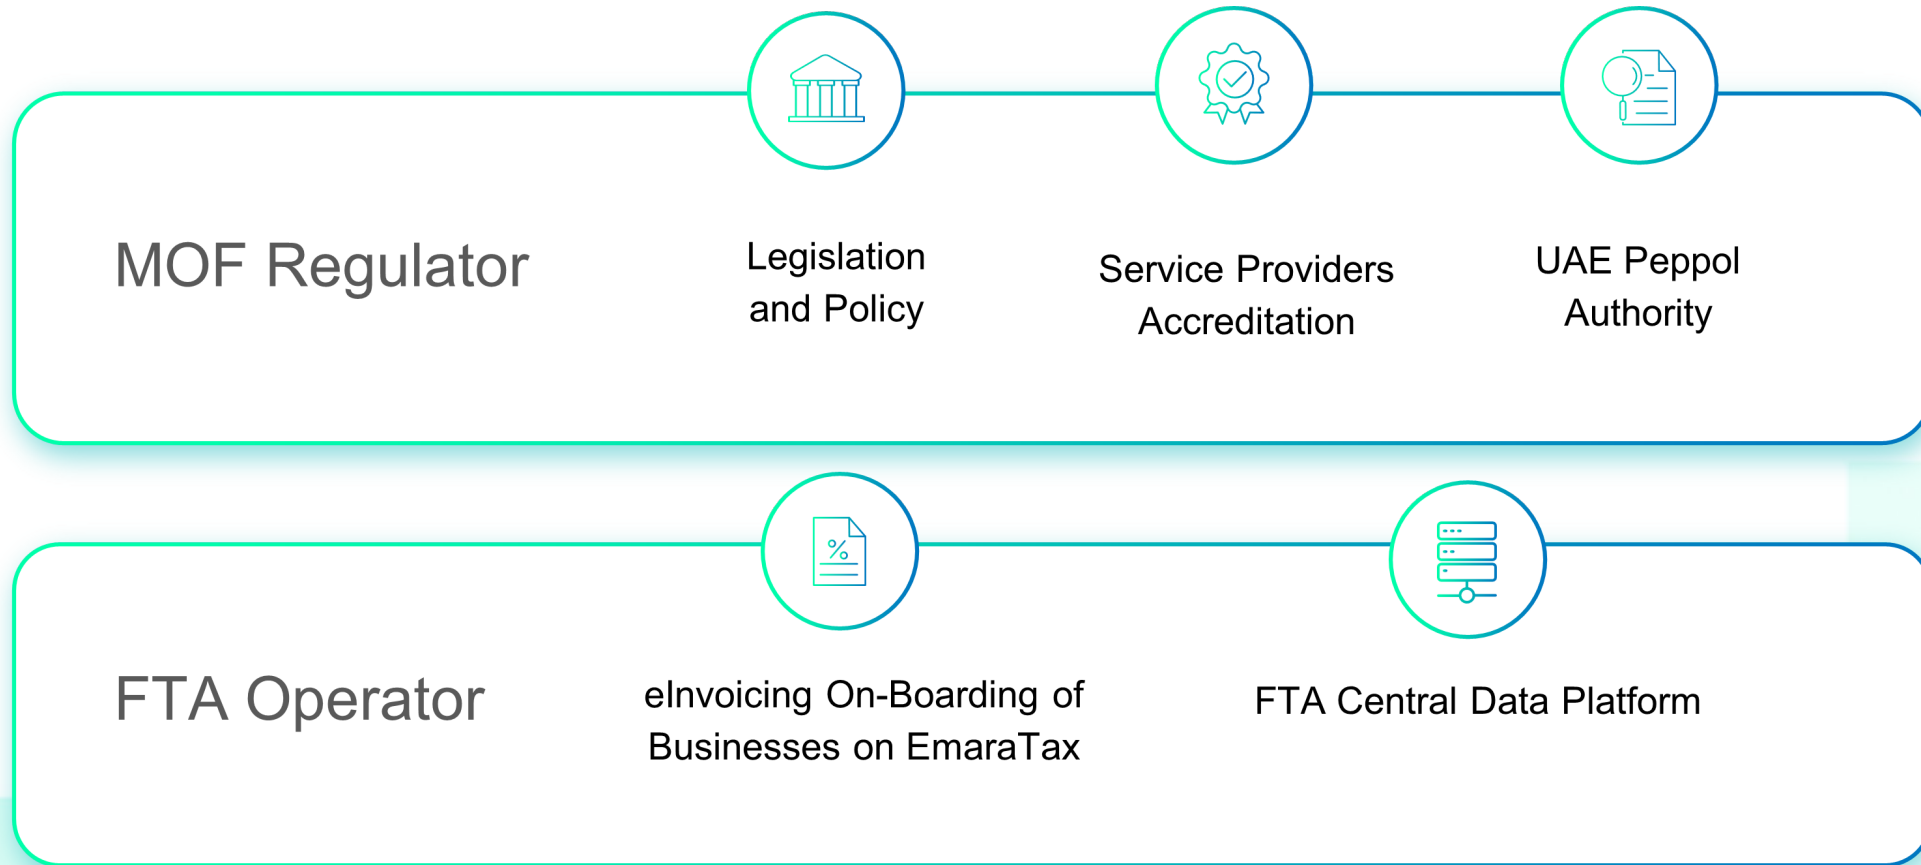 MOF Regulator
Legislation
and Policy
Service Providers
Accreditation
UAE Peppol
Authority
FTA Operator
eInvoicing On-Boarding of
Businesses on EmaraTax
FTA Central Data Platform